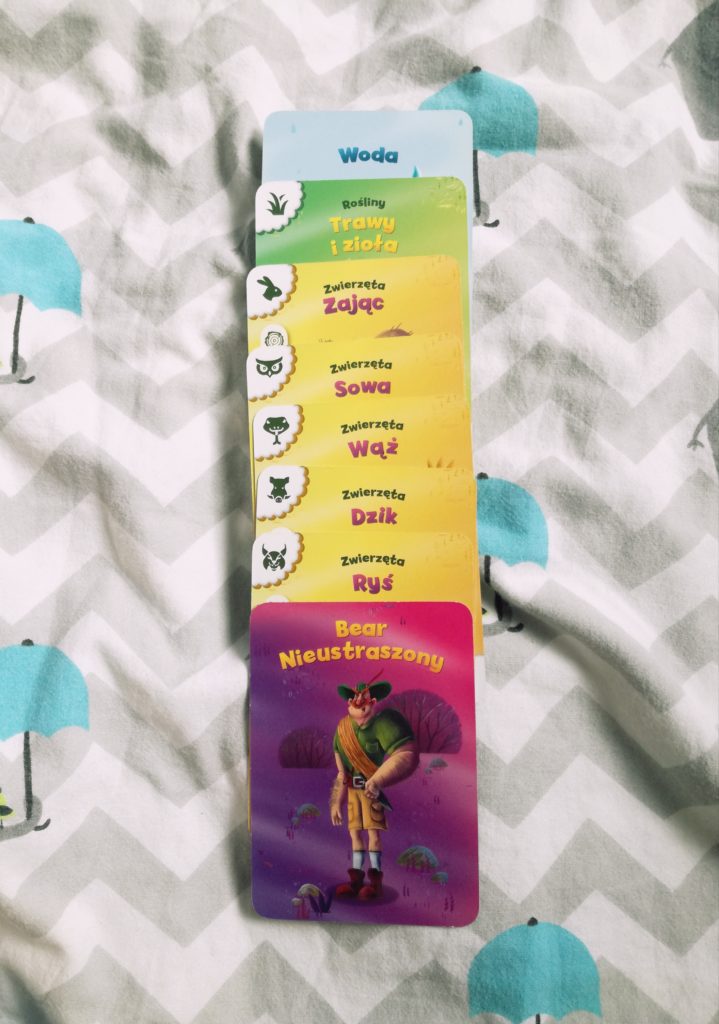 Woda
Rośliny
Trawy
i zioła
Zwierzęta
Zając
Zwierzęta
Sowa
Zwierzęta
Wąż
Zwierzęta
Dzik
Zwierzęta
Ryś
Bear
Nieustraszony